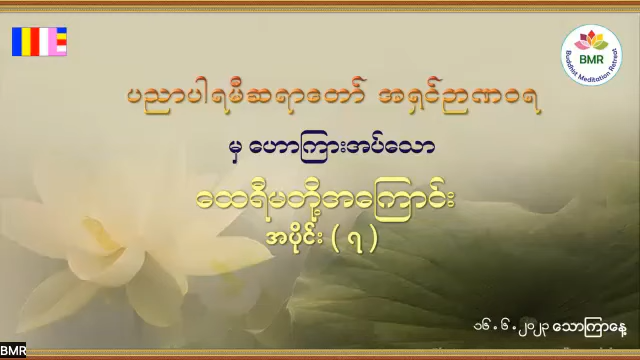 BMR
Buddhist Meditation Retreat
ပညာပါရမီဆရာတော် အရှင်ဉာဏဝရ
မှ ဟောကြားအပ်သော
ထေရီမတို့အကြောင်း
အပိုင်း ( ၇ )
၁၆.၆.၂၀၂၃ သောကြာနေ့
BMR